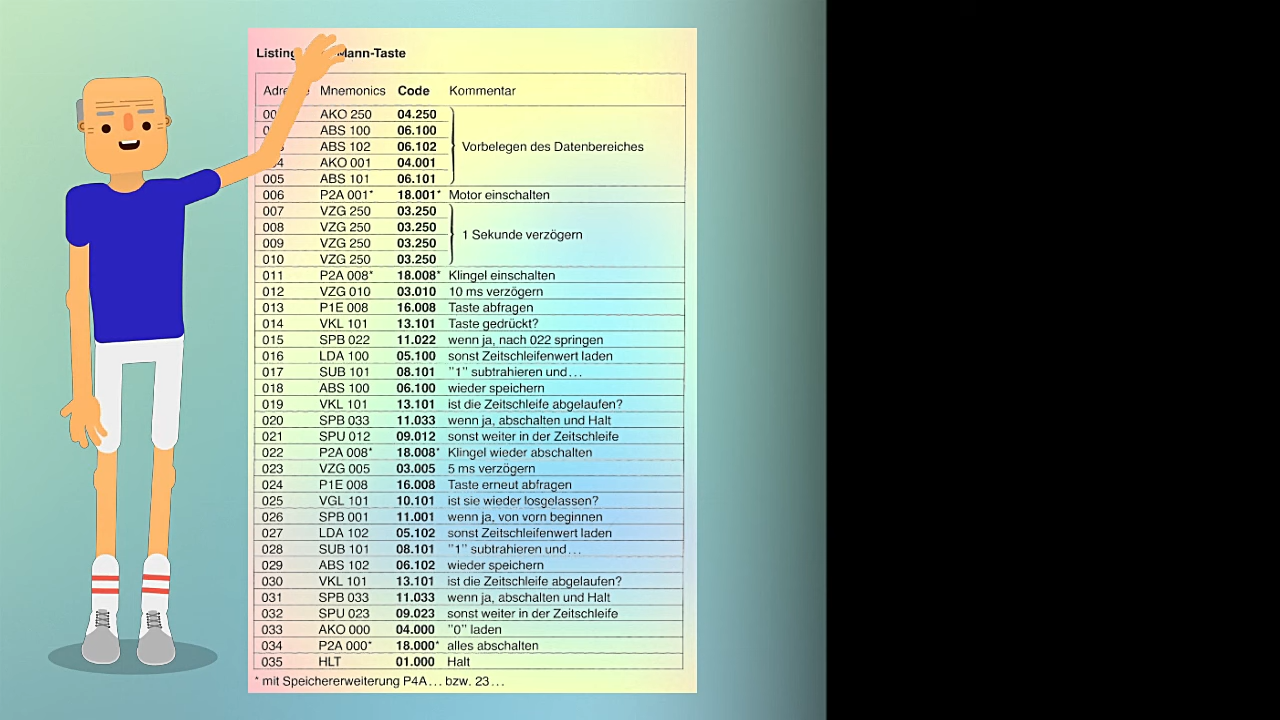 Listing Mann-Taste
Mnemonics Code Kommentar
AKO 250 04.250
ABS 100 06.100
ABS 102 06.102 Vorbelegen des Datenbereiches
AKO 001 04.001
005 ABS 101 06.101
006 P2A 001* 18.001* Motor einschalten
007 VZG 250 03.250
008 VZG 250 03.250
1 Sekunde verzögern
009 VZG 250 03.250
010 VZG 250 03.250
011 P2A 008* 18.008* Klingel einschalten
012 VZG 010 03.010 10 ms verzögern
013 P1E 008 16.008 Taste abfragen
014 VKL 101 13.101 Taste gedrückt?
015 SPB 022 11.022 wenn ja, nach 022 springen
016 LDA 100 05.100 sonst Zeitschleifenwert laden
017 SUB 101 08.101 "1" subtrahieren und...
018 ABS 100 06.100 wieder speichern
019 VKL 101 13.101 ist die Zeitschleife abgelaufen?
020 SPB 033 11.033 wenn ja, abschalten und Halt
021 SPU 012 09.012 sonst weiter in der Zeitschleife
022 P2A 008* 18.008* Klingel wieder abschalten
023 VZG 005 03.005 5 ms verzögern
024 P1E 008 16.008 Taste erneut abfragen
025 VGL 101 10.101 ist sie wieder losgelassen?
026 SPB 001 11.001 wenn ja, von vorn beginnen
027 LDA 102 05.102 sonst Zeitschleifenwert laden
028 SUB 101 08.101 "1" subtrahieren und...
029 ABS 102 06.102 wieder speichern
030 VKL 101 13.101 ist die Zeitschleife abgelaufen?
031 SPB 033 11.033 wenn ja, abschalten und Halt
032 SPU 023 09.023 sonst weiter in der Zeitschleife
033 AKO 000 04.000 "0" laden
034 P2A 000* 18.000* alles abschalten
035 HLT 01.000 Halt
* mit Speichererweiterung P4A... bzw. 23...